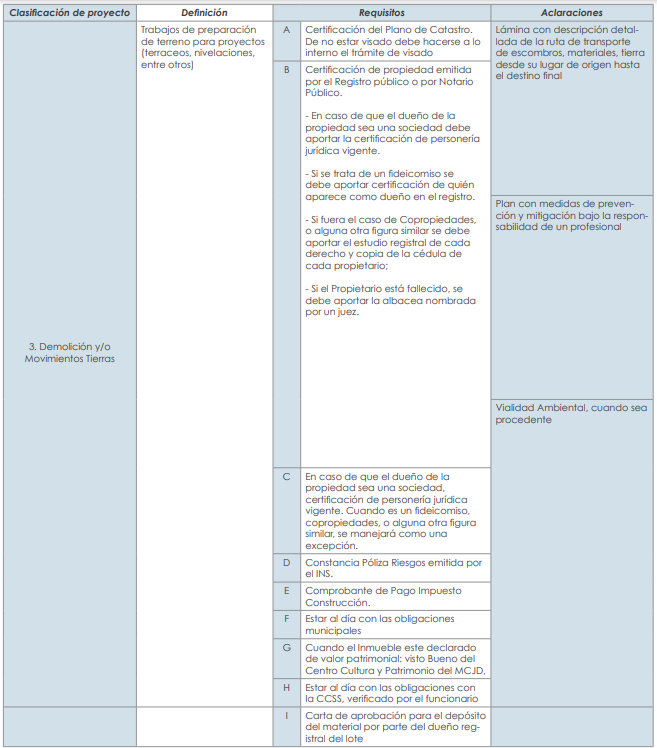 Clasificación de proyecto
Definición
Requisitos
Aclaraciones
3. Demolición y/o
Movimientos Tierras
Trabajos de preparación
de terreno para proyectos
(terraceos, nivelaciones,
entre otros)
A
Certificación del Plano de Catastro.
De no estar visado debe hacerse a lo
interno el trámite de visado
B
Certificación de propiedad emitida
por el Registro público o por Notario
Público.
- En caso de que el dueño de la
propiedad sea una sociedad debe
aportar la certificación de personería
jurídica vigente.
- Si se trata de un fideicomiso se
debe aportar certificación de quién
aparece como dueño en el registro.
- Si fuera el caso de Copropiedades,
o alguna otra figura similar se debe
aportar el estudio registral de cada
derecho y copia de la cédula de
cada propietario;
- Si el Propietario está fallecido, se
debe aportar la albacea nombrada
por un juez.
C
En caso de que el dueño de la
propiedad sea una sociedad,
certificación de personería jurídica
vigente. Cuando es un fideicomiso,
copropiedades, o alguna otra figura
similar, se manejará como una
excepción.
D
Constancia Póliza Riesgos emitida por
el INS.
E
Comprobante de Pago Impuesto
Construcción.
F
Estar al día con las obligaciones
municipales
G
Cuando el Inmueble este declarado
de valor patrimonial: visto Bueno del
Centro Cultura y Patrimonio del MCJD,
H
Estar al día con las obligaciones con
la CCSS, verificado por el funcionario
I
Carta de aprobación para el depósito
del material por parte del dueño reg-
istral del lote
Lámina con descripción detal-
lada de la ruta de transporte
de escombros, materiales, tierra
desde su lugar de origen hasta
el destino final
Plan con medidas de preven-
ción y mitigación bajo la respon-
sabilidad de un profesional
Vialidad Ambiental, cuando sea
procedente